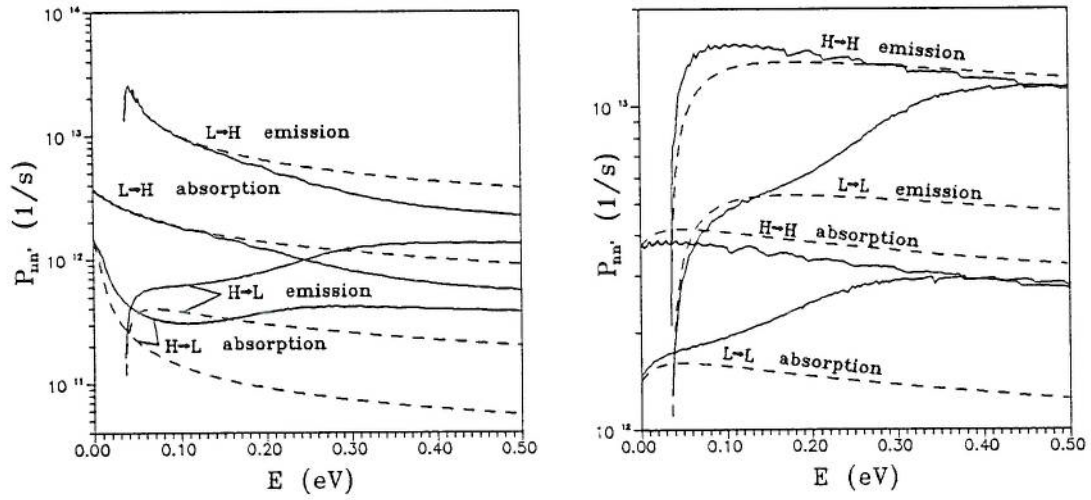 10 14
10 13
10 12
10 11
P nn' (1/s)
L→H emission
L→H absorption
H→L emission
H→L absorption
0.00 0.10 0.20 0.30 0.40 0.50
E (eV)
10 13
10 12
P nn' (1/s)
H→H emission
L→L emission
H→H absorption
L→L absorption
0.00 0.10 0.20 0.30 0.40 0.50
E (eV)